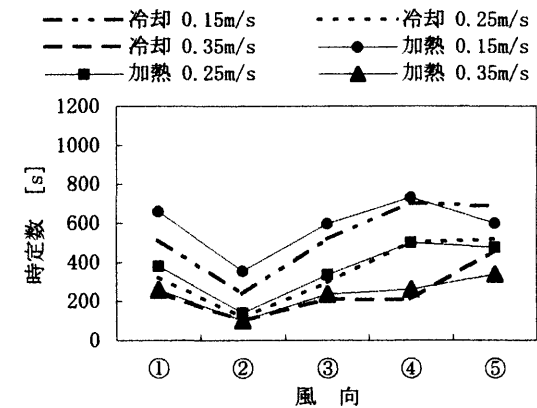 冷却 0.15m/s 冷却 0.25m/s
冷却 0.35m/s 加熱 0.15m/s
加熱 0.25m/s 加熱 0.35m/s
時定数 [s]
1200
1000
800
600
400
200
0
① ② ③ ④ ⑤
風 向